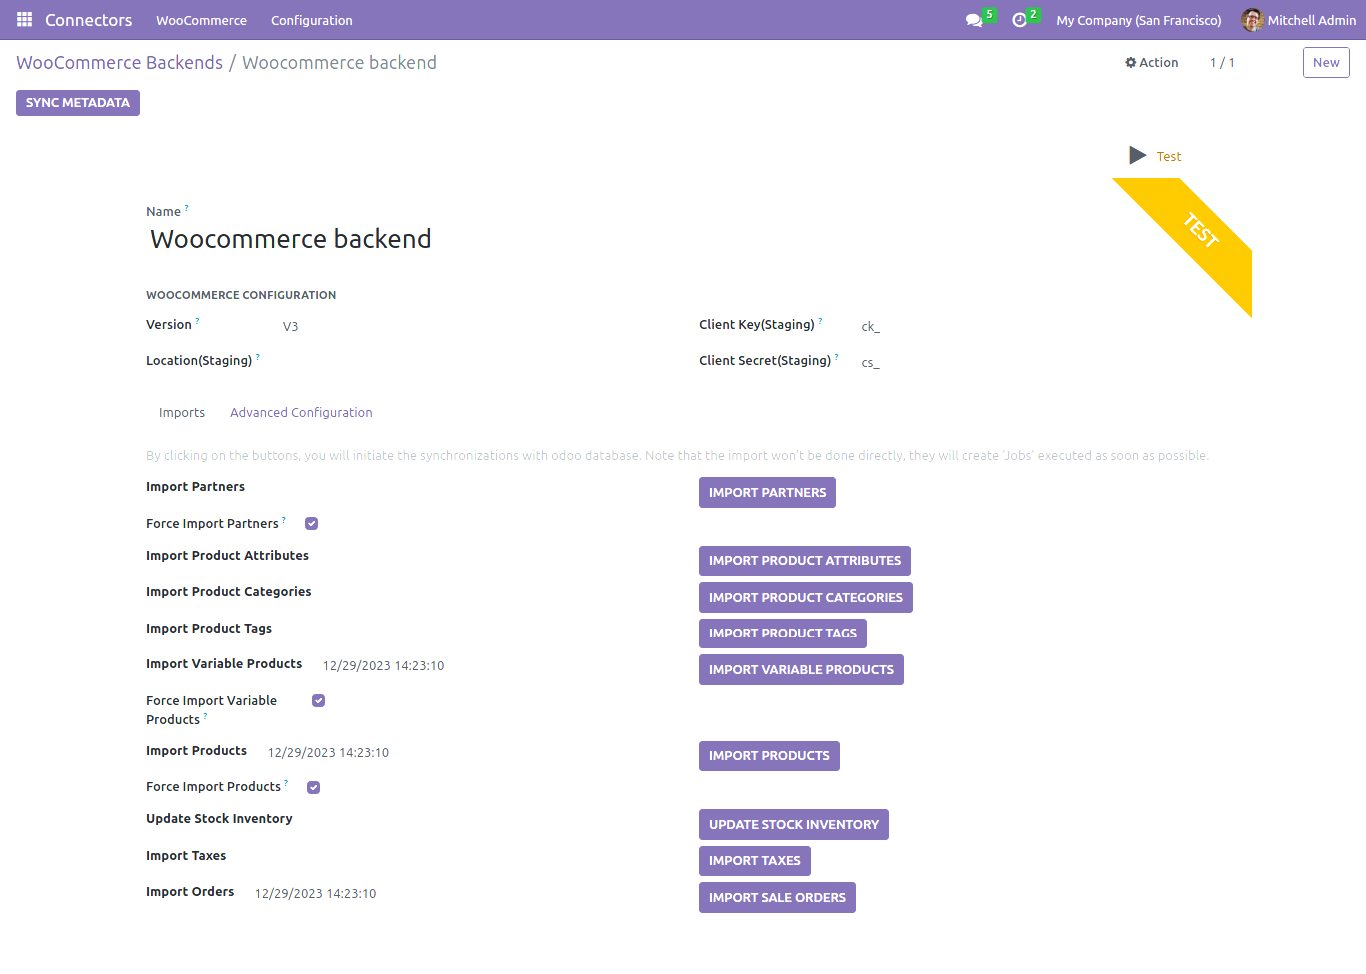 Connectors WooCommerce Configuration 5 2 My Company (San Francisco) Mitchell Admin
WooCommerce Backends / Woocommerce backend Action 1 / 1 New
SYNC METADATA
Test
TEST
Name ?
Woocommerce backend
WOOCOMMERCE CONFIGURATION
Version ? V3 Client Key(Staging) ? ck_
Location(Staging) ? Client Secret(Staging) ? cs_
Imports Advanced Configuration
By clicking on the buttons, you will initiate the synchronizations with odoo database. Note that the import won't be done directly, they will create 'Jobs' executed as soon as possible.
Import Partners IMPORT PARTNERS
Force Import Partners ?
Import Product Attributes IMPORT PRODUCT ATTRIBUTES
Import Product Categories IMPORT PRODUCT CATEGORIES
Import Product Tags IMPORT PRODUCT TAGS
Import Variable Products 12/29/2023 14:23:10 IMPORT VARIABLE PRODUCTS
Force Import Variable
Products ?
Import Products 12/29/2023 14:23:10 IMPORT PRODUCTS
Force Import Products ?
Update Stock Inventory UPDATE STOCK INVENTORY
Import Taxes IMPORT TAXES
Import Orders 12/29/2023 14:23:10 IMPORT SALE ORDERS